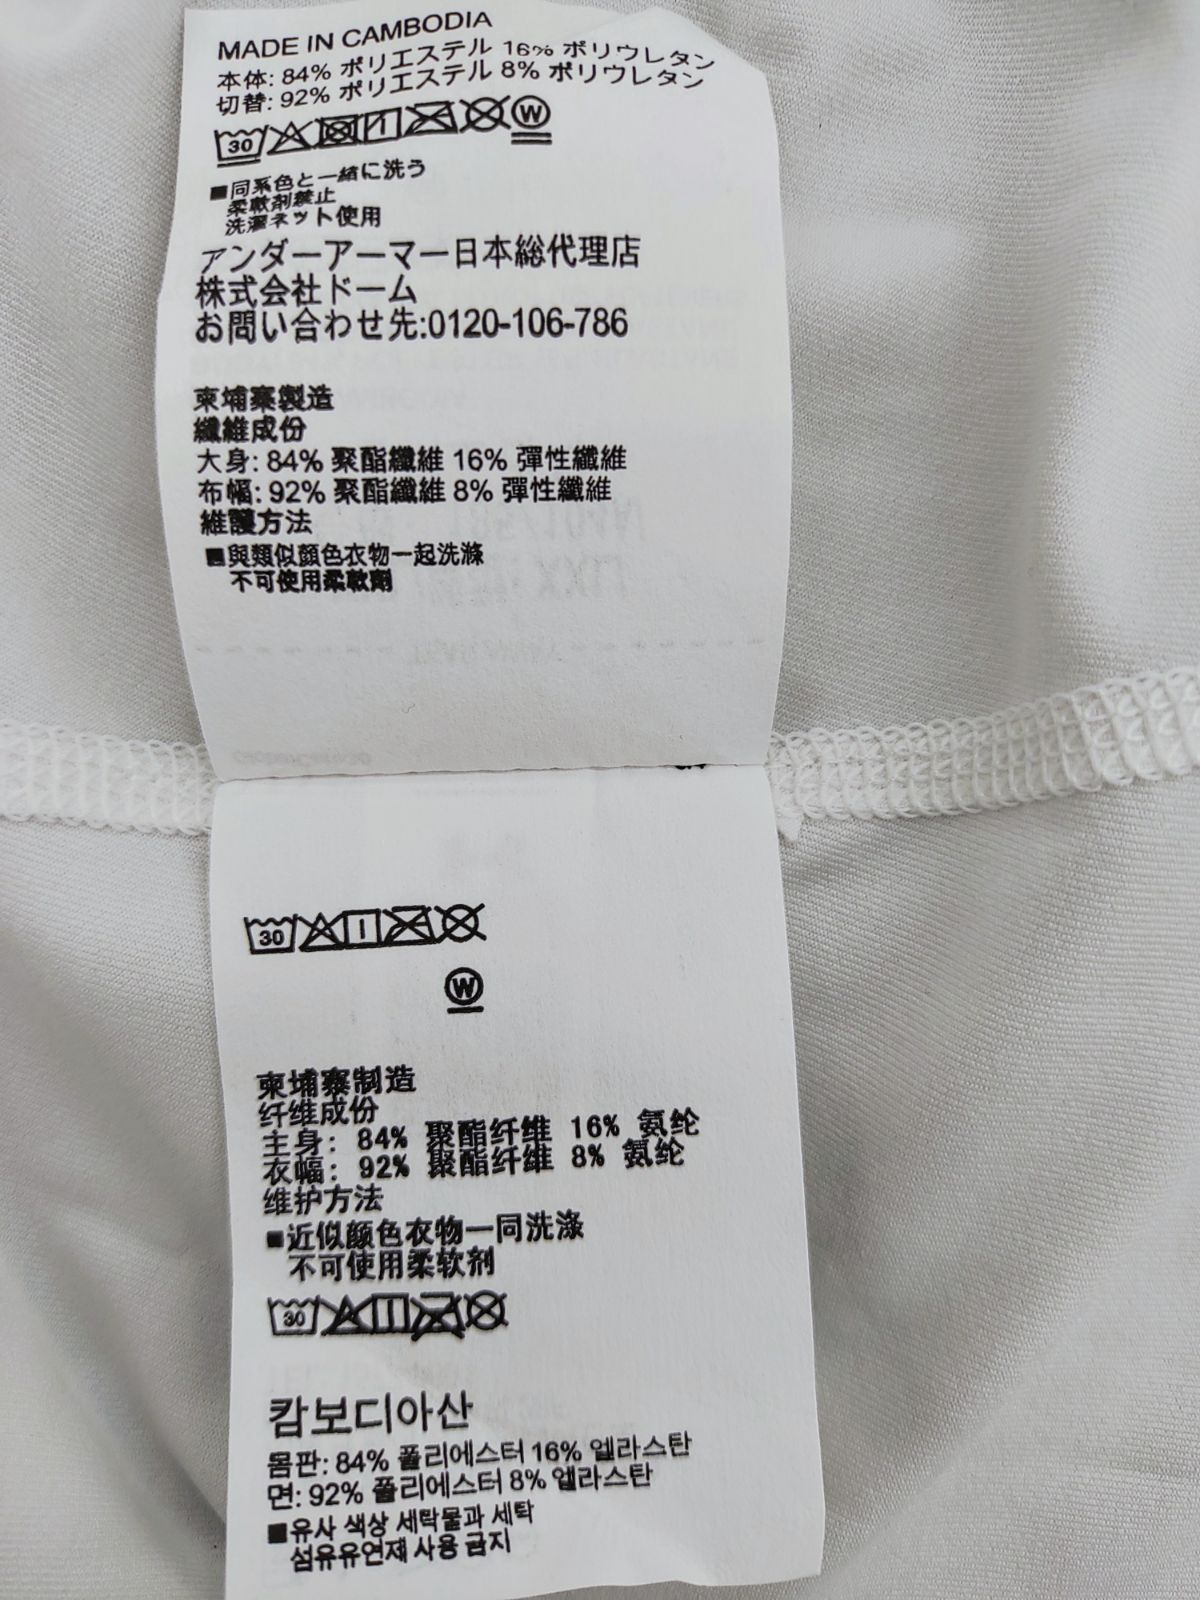 MADE IN CAMBODIA
本体: 84% ポリエステル 16% ポリウレタン
切替: 92% ポリエステル 8% ポリウレタン
30 W
■同系色と一緒に洗う
柔軟剤禁止
洗濯ネット使用
アンダーアーマー日本総代理店
株式会社ドーム
お問い合わせ先:0120-106-786
柬埔寨製造
纖維成份
大身: 84% 聚酯纖維 16% 彈性纖維
布幅: 92% 聚酯纖維 8% 彈性纖維
維護方法
■與類似顏色衣物一起洗滌
不可使用柔軟劑
30
W
柬埔寨制造
纤维成份
主身: 84% 聚酯纤维 16% 氨纶
衣幅: 92% 聚酯纤维 8% 氨纶
维护方法
■近似颜色衣物一同洗涤
不可使用柔软剂
30
캄보디아산
몸판: 84% 폴리에스터 16% 엘라스탄
면: 92% 폴리에스터 8% 엘라스탄
■유사 색상 세탁물과 세탁
섬유유연재 사용 금지